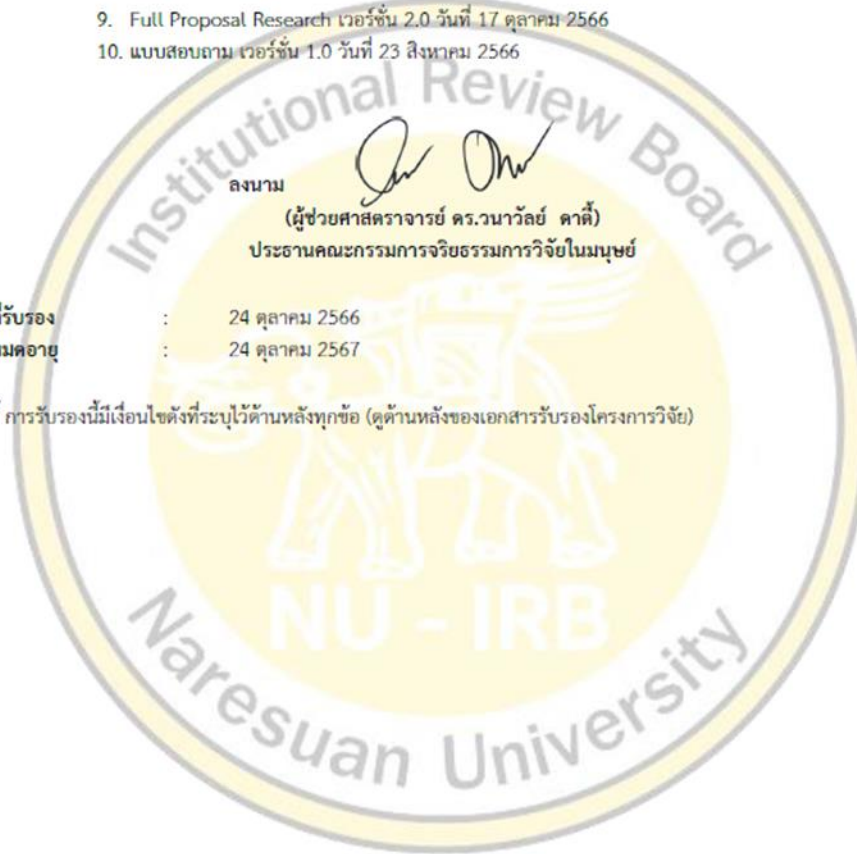 9. Full Proposal Research เวอร์ชั่น 2.0 วันที่ 17 ตุลาคม 2566
10. แบบสอบถาม เวอร์ชั่น 1.0 วันที่ 23 สิงหาคม 2566
Institutional Review Board
ลงนาม
(ผู้ช่วยศาสตราจารย์ ดร.วนาวัลย์ ดาตี้)
ประธานคณะกรรมการจริยธรรมการวิจัยในมนุษย์
ที่รับรอง : 24 ตุลาคม 2566
มดอายุ : 24 ตุลาคม 2567
การรับรองนี้มีเงื่อนไขดังที่ระบุไว้ด้านหลังทุกข้อ (ดูด้านหลังของเอกสารรับรองโครงการวิจัย)
NU - IRB
Naresuan University